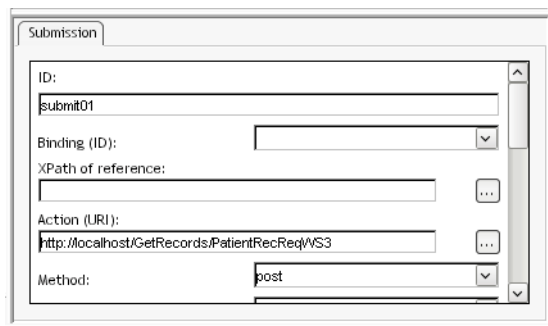 Submission
ID:
submit01
Binding (ID):
XPath of reference:
...
Action (URI):
http://localhost/GetRecords/PatientRecReqWS3
...
Method:
post